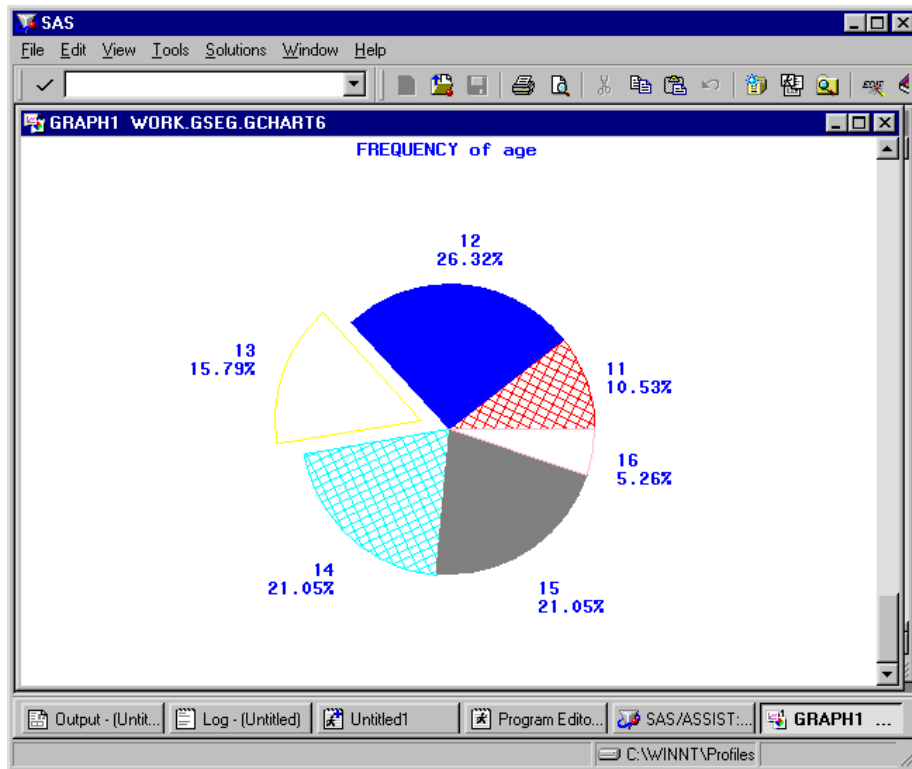 SAS
File Edit View Tools Solutions Window Help
GRAPH1 WORK.GSEG.GCHART6
FREQUENCY of age
12
26.32%
13
15.79%
11
10.53%
16
5.26%
14
21.05%
15
21.05%
Output - (Untit... Log - (Untitled) Untitled1 Program Edito... SAS/ASSIST:... GRAPH1 ...
C:\WINNT\Profiles